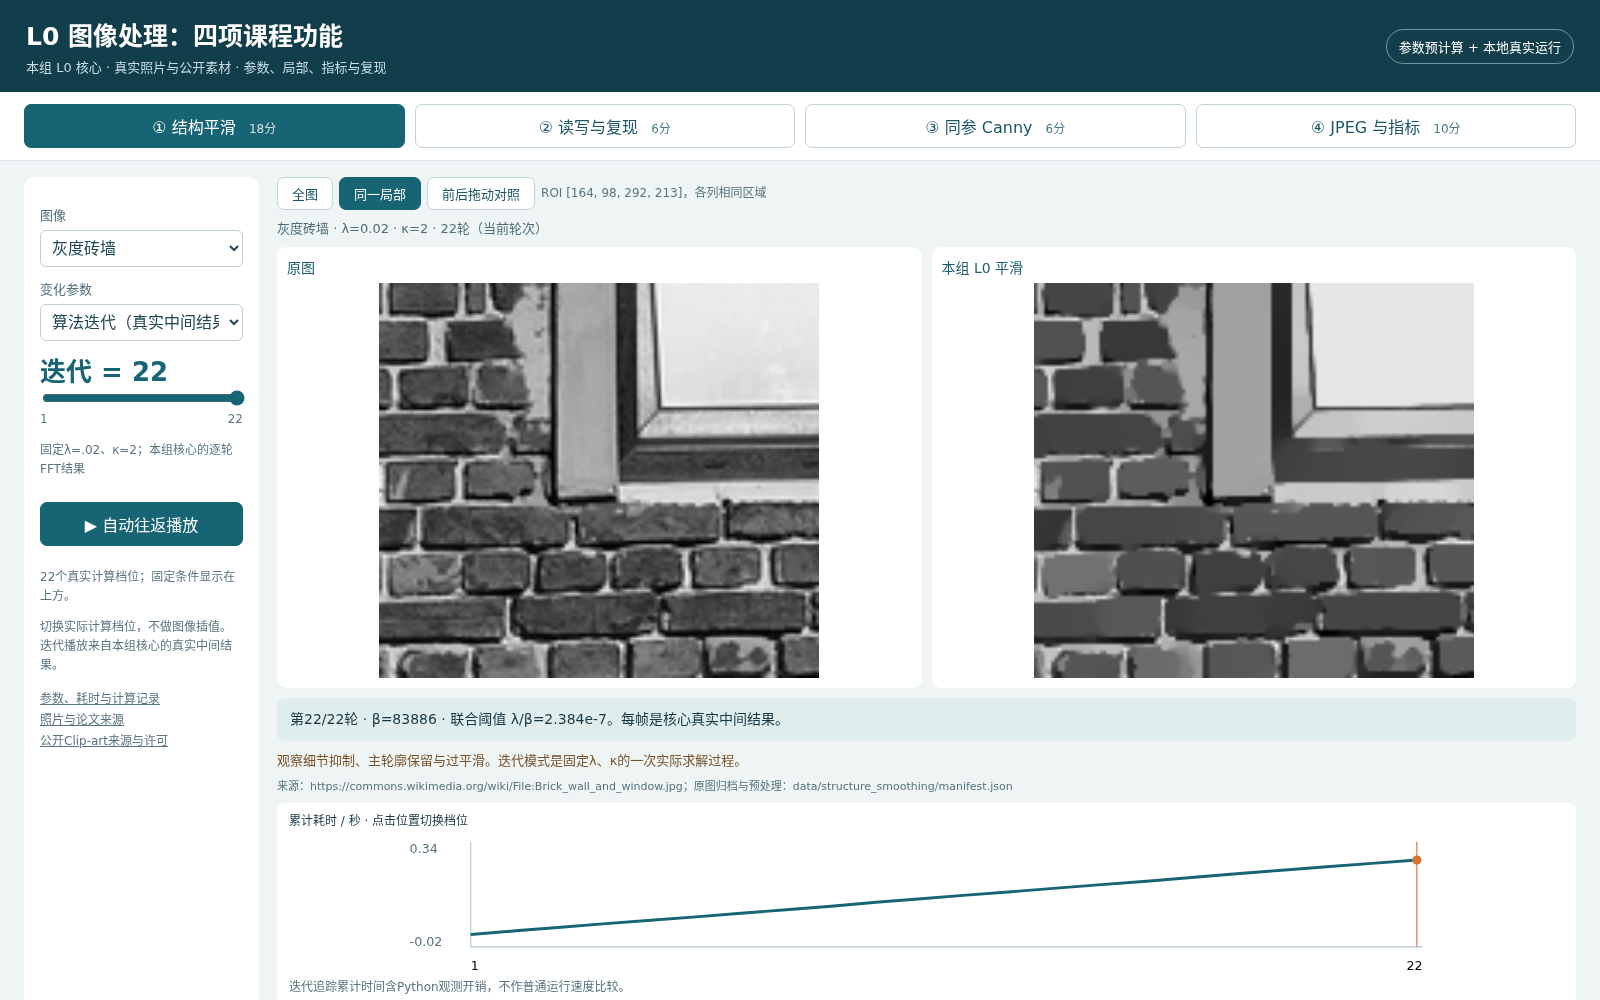 L0 图像处理：四项课程功能
本组 L0 核心 · 真实照片与公开素材 · 参数、局部、指标与复现
参数预计算 + 本地真实运行
① 结构平滑 18分
② 读写与复现 6分
③ 同参 Canny 6分
④ JPEG 与指标 10分
图像
灰度砖墙
变化参数
算法迭代（真实中间结果
迭代 = 22
1 22
固定λ=.02、κ=2；本组核心的逐轮
FFT结果
▶ 自动往返播放
22个真实计算档位；固定条件显示在
上方。
切换实际计算档位，不做图像插值。
迭代播放来自本组核心的真实中间结
果。
参数、耗时与计算记录
照片与论文来源
公开Clip-art来源与许可
全图
同一局部
前后拖动对照
ROI [164, 98, 292, 213]，各列相同区域
灰度砖墙 · λ=0.02 · κ=2 · 22轮（当前轮次）
原图
本组 L0 平滑
第22/22轮 · β=83886 · 联合阈值 λ/β=2.384e-7。每帧是核心真实中间结果。
观察细节抑制、主轮廓保留与过平滑。迭代模式是固定λ、κ的一次实际求解过程。
来源：https://commons.wikimedia.org/wiki/File:Brick_wall_and_window.jpg；原图归档与预处理：data/structure_smoothing/manifest.json
累计耗时 / 秒 · 点击位置切换档位
0.34
-0.02
1 22
迭代追踪累计时间含Python观测开销，不作普通运行速度比较。